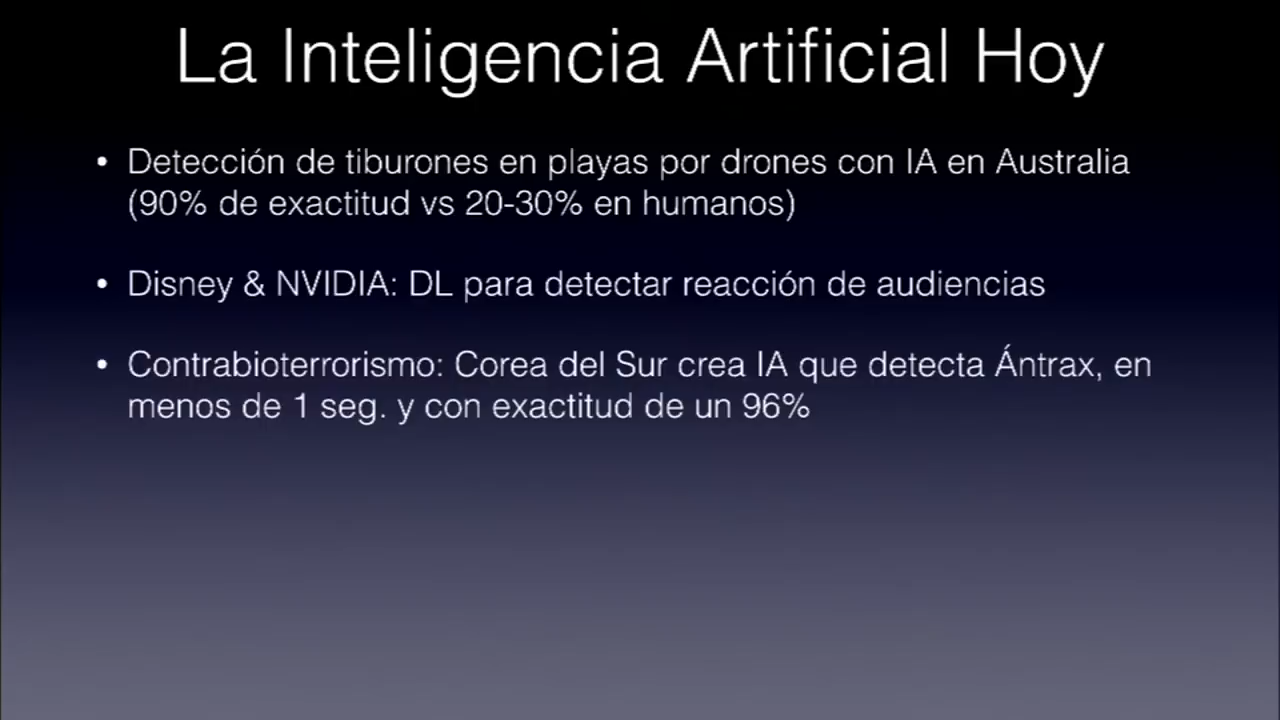 La Inteligencia Artificial Hoy
• Detección de tiburones en playas por drones con IA en Australia
(90% de exactitud vs 20-30% en humanos)
• Disney & NVIDIA: DL para detectar reacción de audiencias
• Contrabioterrorismo: Corea del Sur crea IA que detecta Ántrax, en
menos de 1 seg. y con exactitud de un 96%